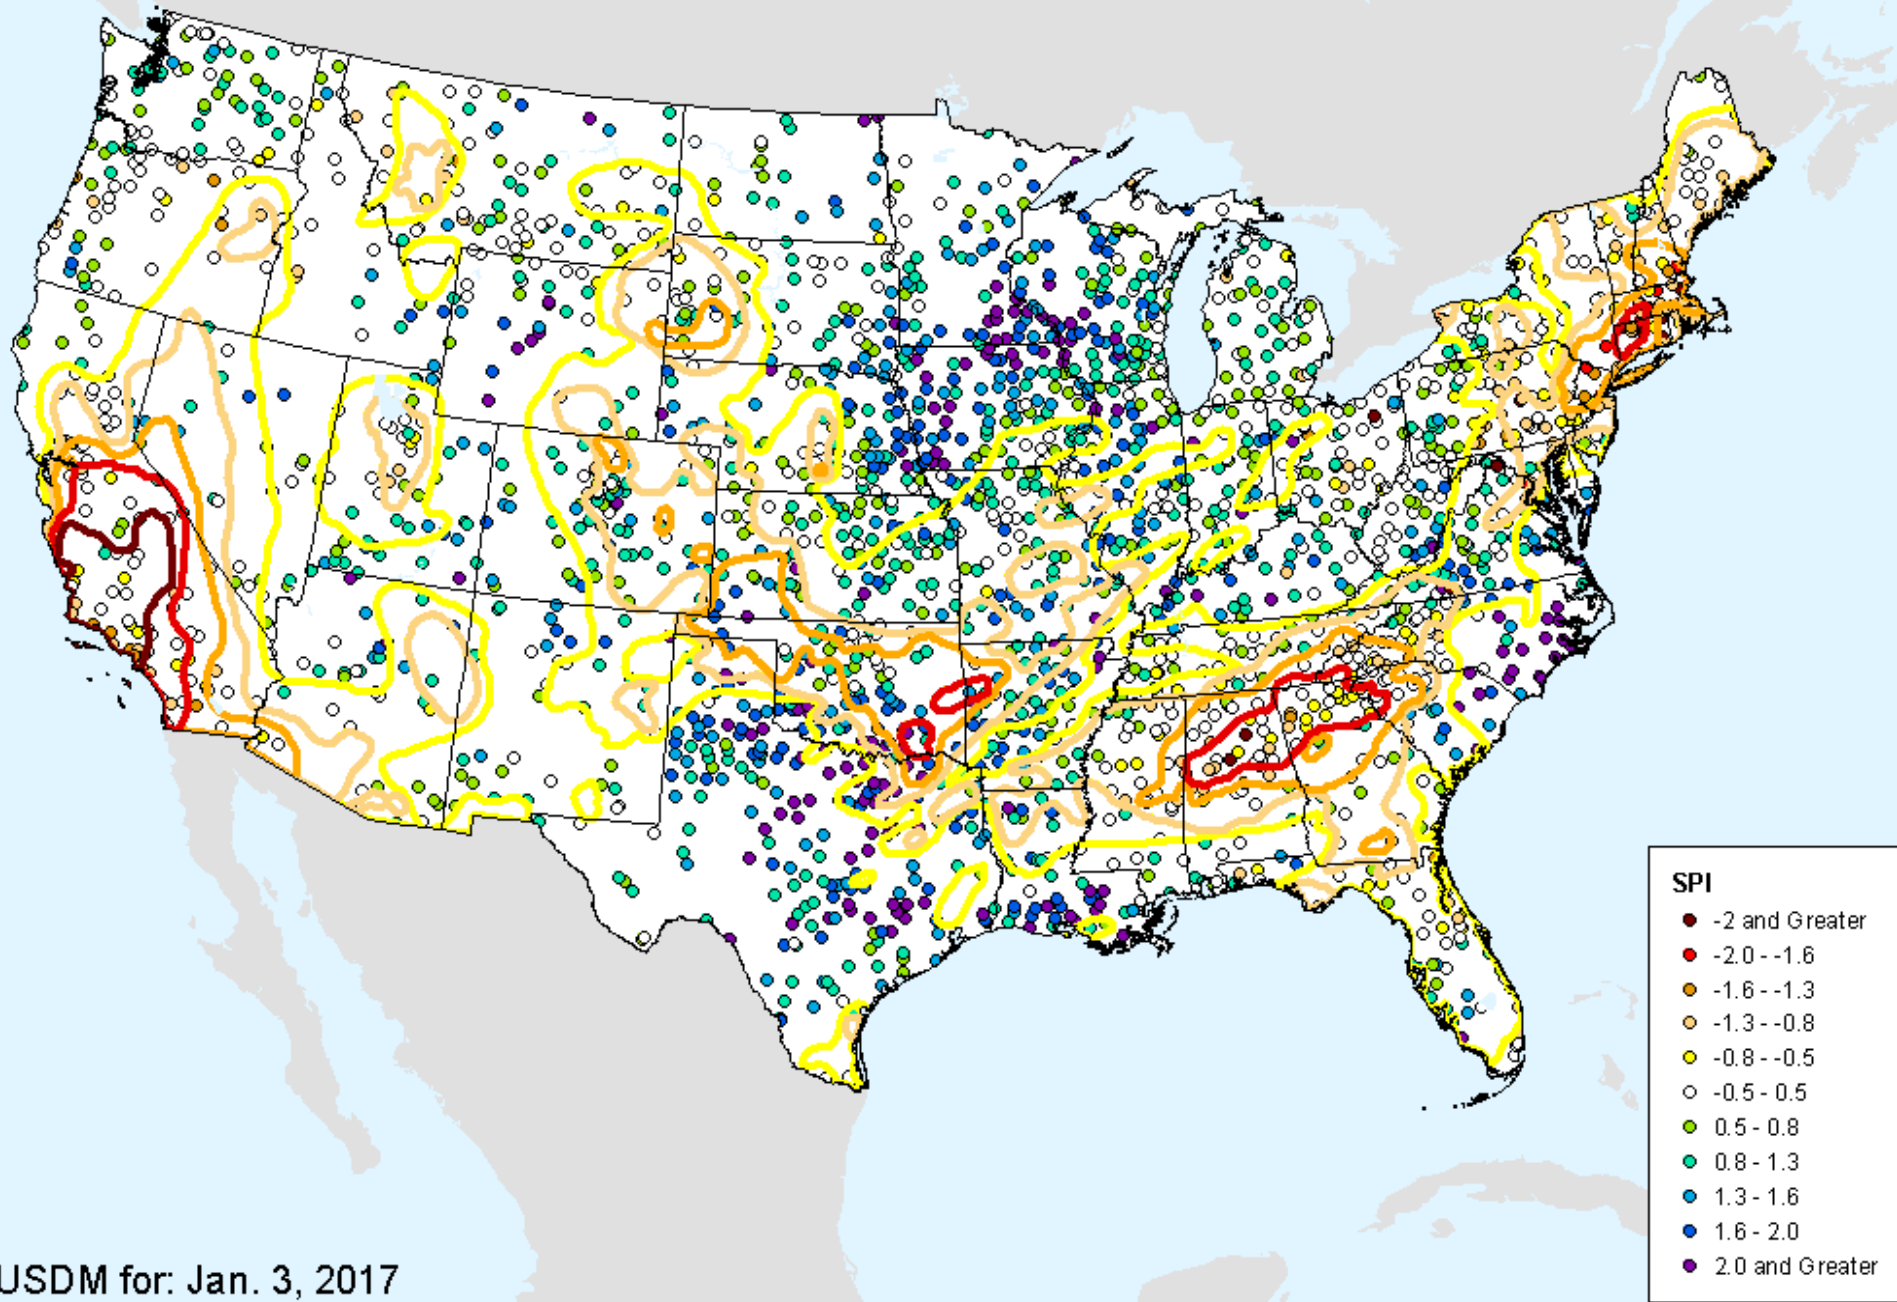 SPI
-2 and Greater
-2.0 - -1.6
-1.6 - -1.3
-1.3 - -0.8
-0.8 - -0.5
-0.5 - 0.5
0.5 - 0.8
0.8 - 1.3
1.3 - 1.6
1.6 - 2.0
2.0 and Greater
USDM for: Jan. 3, 2017